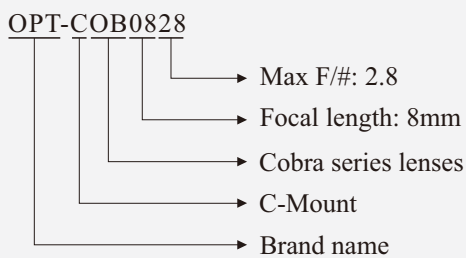 OPT-COB0828
Max F/#: 2.8
Focal length: 8mm
Cobra series lenses
C-Mount
Brand name